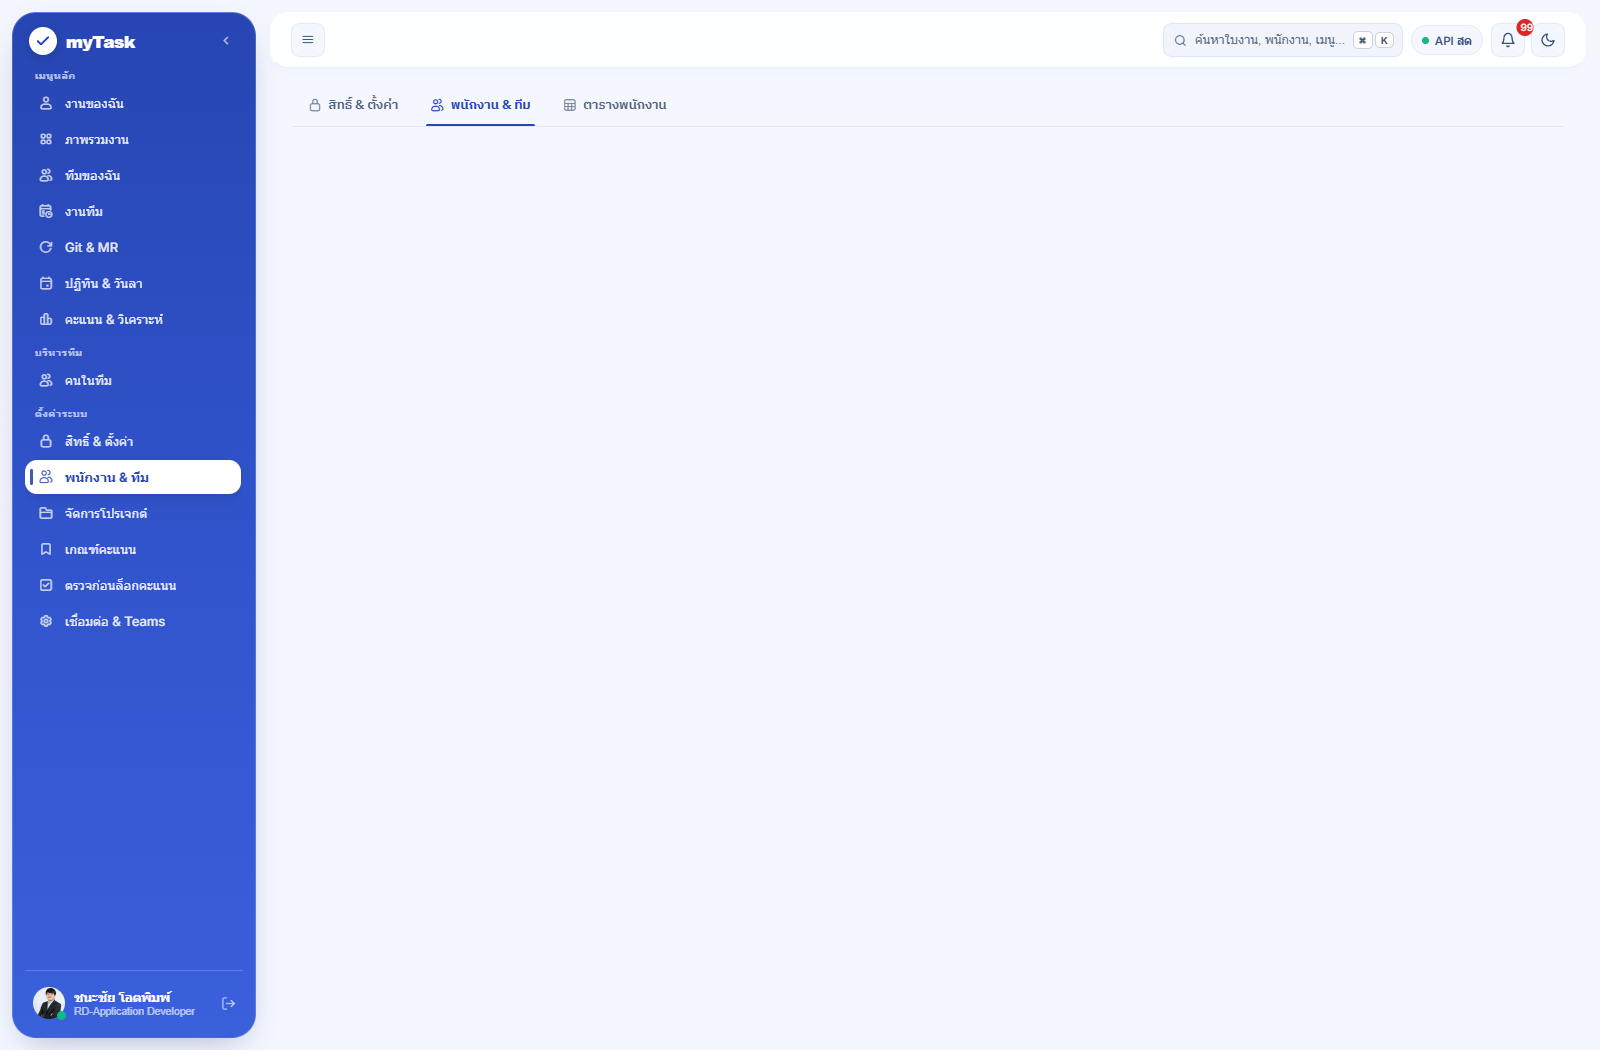 myTask
เมนูหลัก
งานของฉัน
ภาพรวมงาน
ทีมของฉัน
งานทีม
Git & MR
ปฏิทิน & วันลา
คะแนน & วิเคราะห์
บริหารทีม
คนในทีม
ตั้งค่าระบบ
สิทธิ์ & ตั้งค่า
พนักงาน & ทีม
จัดการโปรเจกต์
เกณฑ์คะแนน
ตรวจก่อนล็อกคะแนน
เชื่อมต่อ & Teams
ชนะชัย โอตพิมพ์
RD-Application Developer
ค้นหาใบงาน, พนักงาน, เมนู... ⌘ K
API สด
99
สิทธิ์ & ตั้งค่า
พนักงาน & ทีม
ตารางพนักงาน